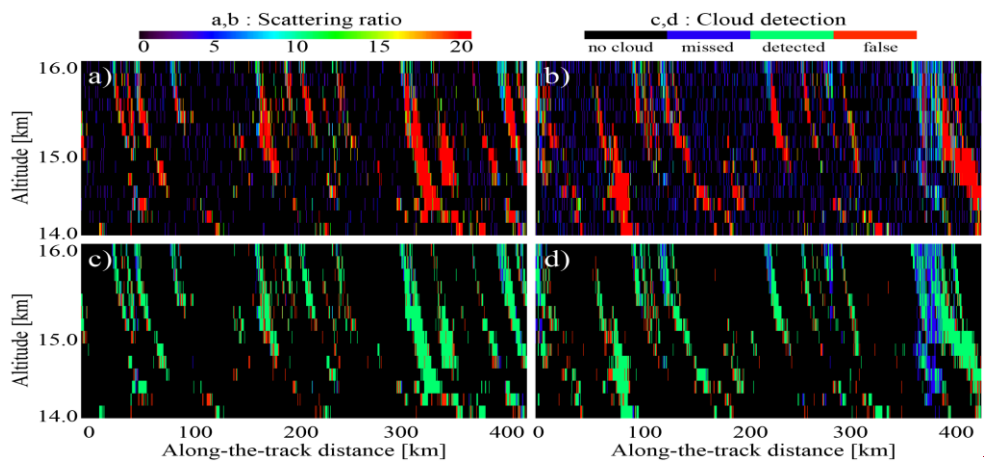 a,b : Scattering ratio
c,d : Cloud detection
0 5 10 15 20
no cloud missed detected false
a)
b)
16.0
15.0
14.0
Altitude [km]
c)
d)
16.0
15.0
14.0
Altitude [km]
0 100 200 300 400
0 100 200 300 400
Along-the-track distance [km]
Along-the-track distance [km]